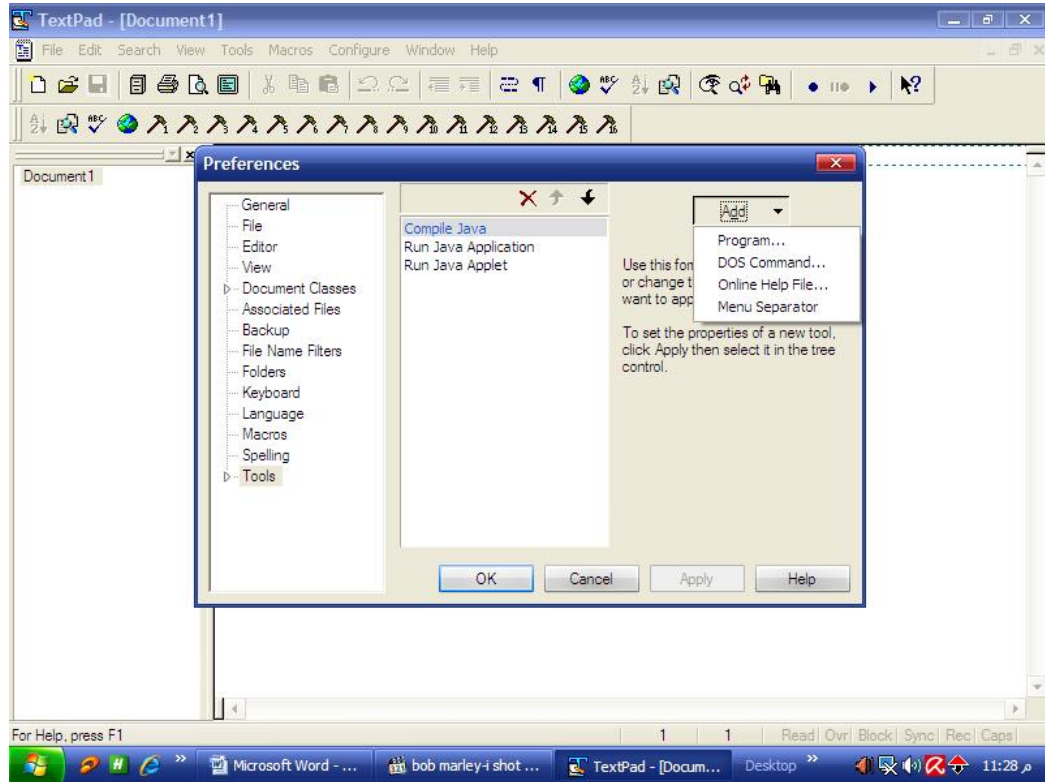 TextPad - [Document1]
File Edit Search View Tools Macros Configure Window Help
Document1
Preferences
General
File
Editor
View
Document Classes
Associated Files
Backup
File Name Filters
Folders
Keyboard
Language
Macros
Spelling
Tools
Compile Java
Run Java Application
Run Java Applet
Add
Program...
DOS Command...
Online Help File...
Menu Separator
Use this for
or change t
want to app
To set the properties of a new tool,
click Apply then select it in the tree
control.
OK Cancel Apply Help
For Help, press F1
1 1 Read Ovr Block Sync Rec Caps
Microsoft Word - ... bob marley-i shot ... TextPad - [Docum... Desktop » 11:28 م